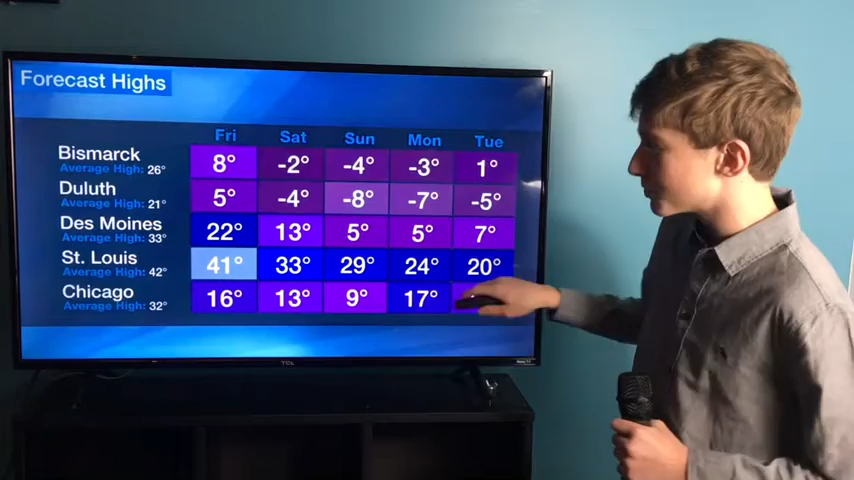 Forecast Highs
Fri Sat Sun Mon Tue
Bismarck 8° -2° -4° -3° 1°
Average High: 26°
Duluth 5° -4° -8° -7° -5°
Average High: 21°
Des Moines 22° 13° 5° 5° 7°
Average High: 33°
St. Louis 41° 33° 29° 24° 20°
Average High: 42°
Chicago 16° 13° 9° 17°
Average High: 32°
TCL
Roku TV